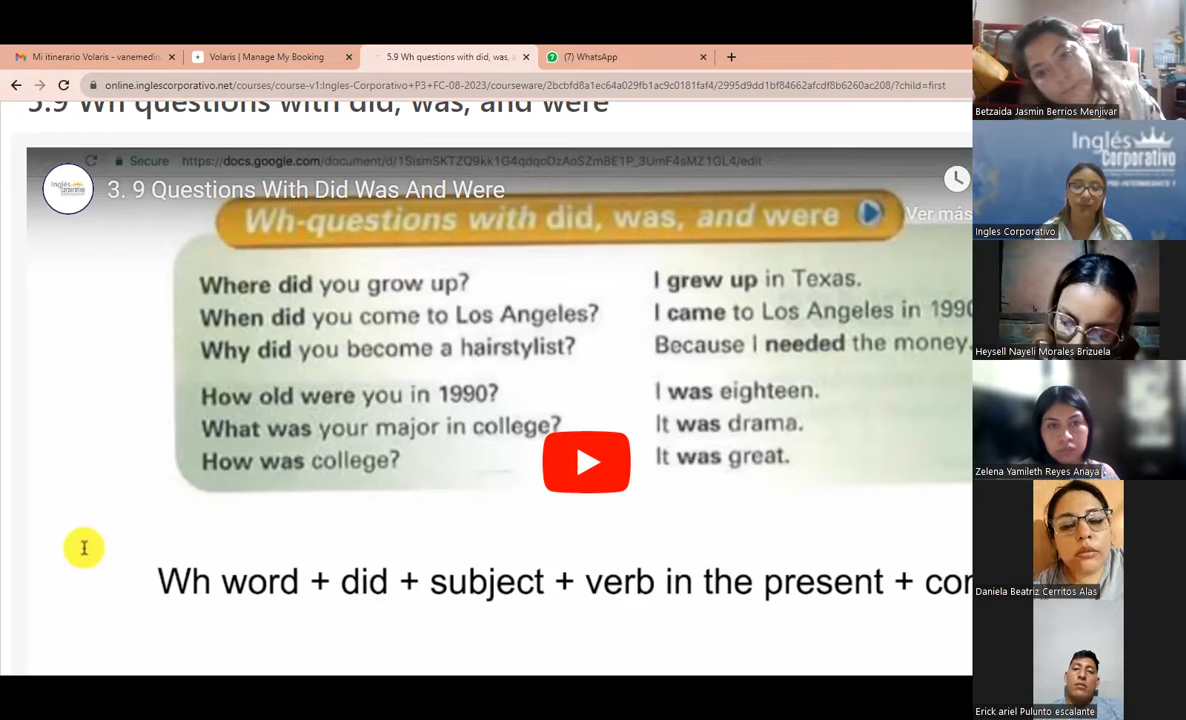 Mi itinerario Volaris - vanemedin
Volaris | Manage My Booking
5.9 Wh questions with did, was,
(7) WhatsApp
online.inglescorporativo.net/courses/course-v1:Ingles-Corporativo+P3+FC-08-2023/courseware/2bcbfd8a1ec64a029fb1ac9c0181faf4/2995d9dd1bf84662afcdf8b6260ac208/?child=first
5.9 Wh questions with did, was, and were
Secure https://docs.google.com/document/d/1SlsmSKTZQ9kk1G4qdqoDzAoSZm8E1P_3UmF4sMZ1GL4/edit
3. 9 Questions With Did Was And Were
Ver más
Wh-questions with did, was, and were
Where did you grow up? I grew up in Texas.
When did you come to Los Angeles? I came to Los Angeles in 1990
Why did you become a hairstylist? Because I needed the money.
How old were you in 1990? I was eighteen.
What was your major in college? It was drama.
How was college? It was great.
Wh word + did + subject + verb in the present +
Betzaida Jasmin Berrios Menjivar
Inglés
Corporativo
PRE-INTERMEDIATE 1
Ingles Corporativo
Heysell Nayeli Morales Brizuela
Zelena Yamileth Reyes Anaya
Daniela Beatriz Cerritos Alas
Erick ariel Pulunto escalante